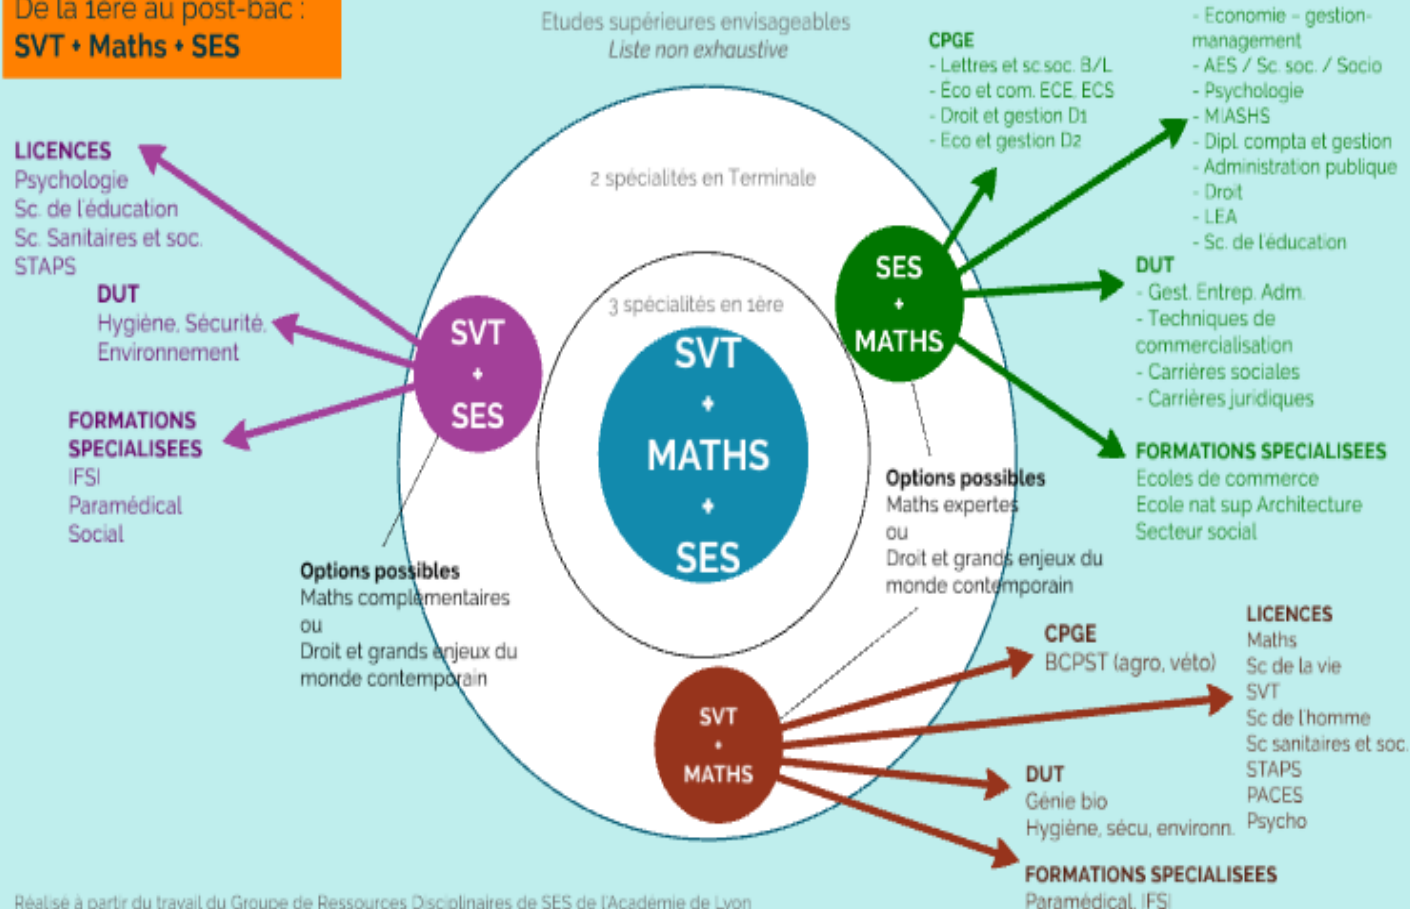 De la 1ère au post-bac :
SVT + Maths + SES
Etudes supérieures envisageables
Liste non exhaustive
2 spécialités en Terminale
3 spécialités en 1ère
SVT
+
MATHS
+
SES
LICENCES
Psychologie
Sc. de l'éducation
Sc. Sanitaires et soc.
STAPS
DUT
Hygiène, Sécurité,
Environnement
FORMATIONS
SPECIALISEES
IFSI
Paramédical
Social
SVT
+
SES
Options possibles
Maths complémentaires
ou
Droit et grands enjeux du
monde contemporain
CPGE
- Lettres et sc.soc. B/L
- Éco et com. ECE, ECS
- Droit et gestion D1
- Eco et gestion D2
- Economie – gestion-
management
- AES / Sc. soc. / Socio
- Psychologie
- MIASHS
- Dipl. compta et gestion
- Administration publique
- Droit
- LEA
- Sc. de l'éducation
SES
+
MATHS
DUT
- Gest. Entrep. Adm.
- Techniques de
commercialisation
- Carrières sociales
- Carrières juridiques
FORMATIONS SPECIALISEES
Ecoles de commerce
Ecole nat sup Architecture
Secteur social
Options possibles
Maths expertes
ou
Droit et grands enjeux du
monde contemporain
SVT
+
MATHS
CPGE
BCPST (agro, véto)
LICENCES
Maths
Sc de la vie
SVT
Sc de l'homme
Sc sanitaires et soc.
STAPS
PACES
Psycho
DUT
Génie bio
Hygiène, sécu, environn.
FORMATIONS SPECIALISEES
Paramédical, IFSI
Réalisé à partir du travail du Groupe de Ressources Disciplinaires de SES de l'Académie de Lyon